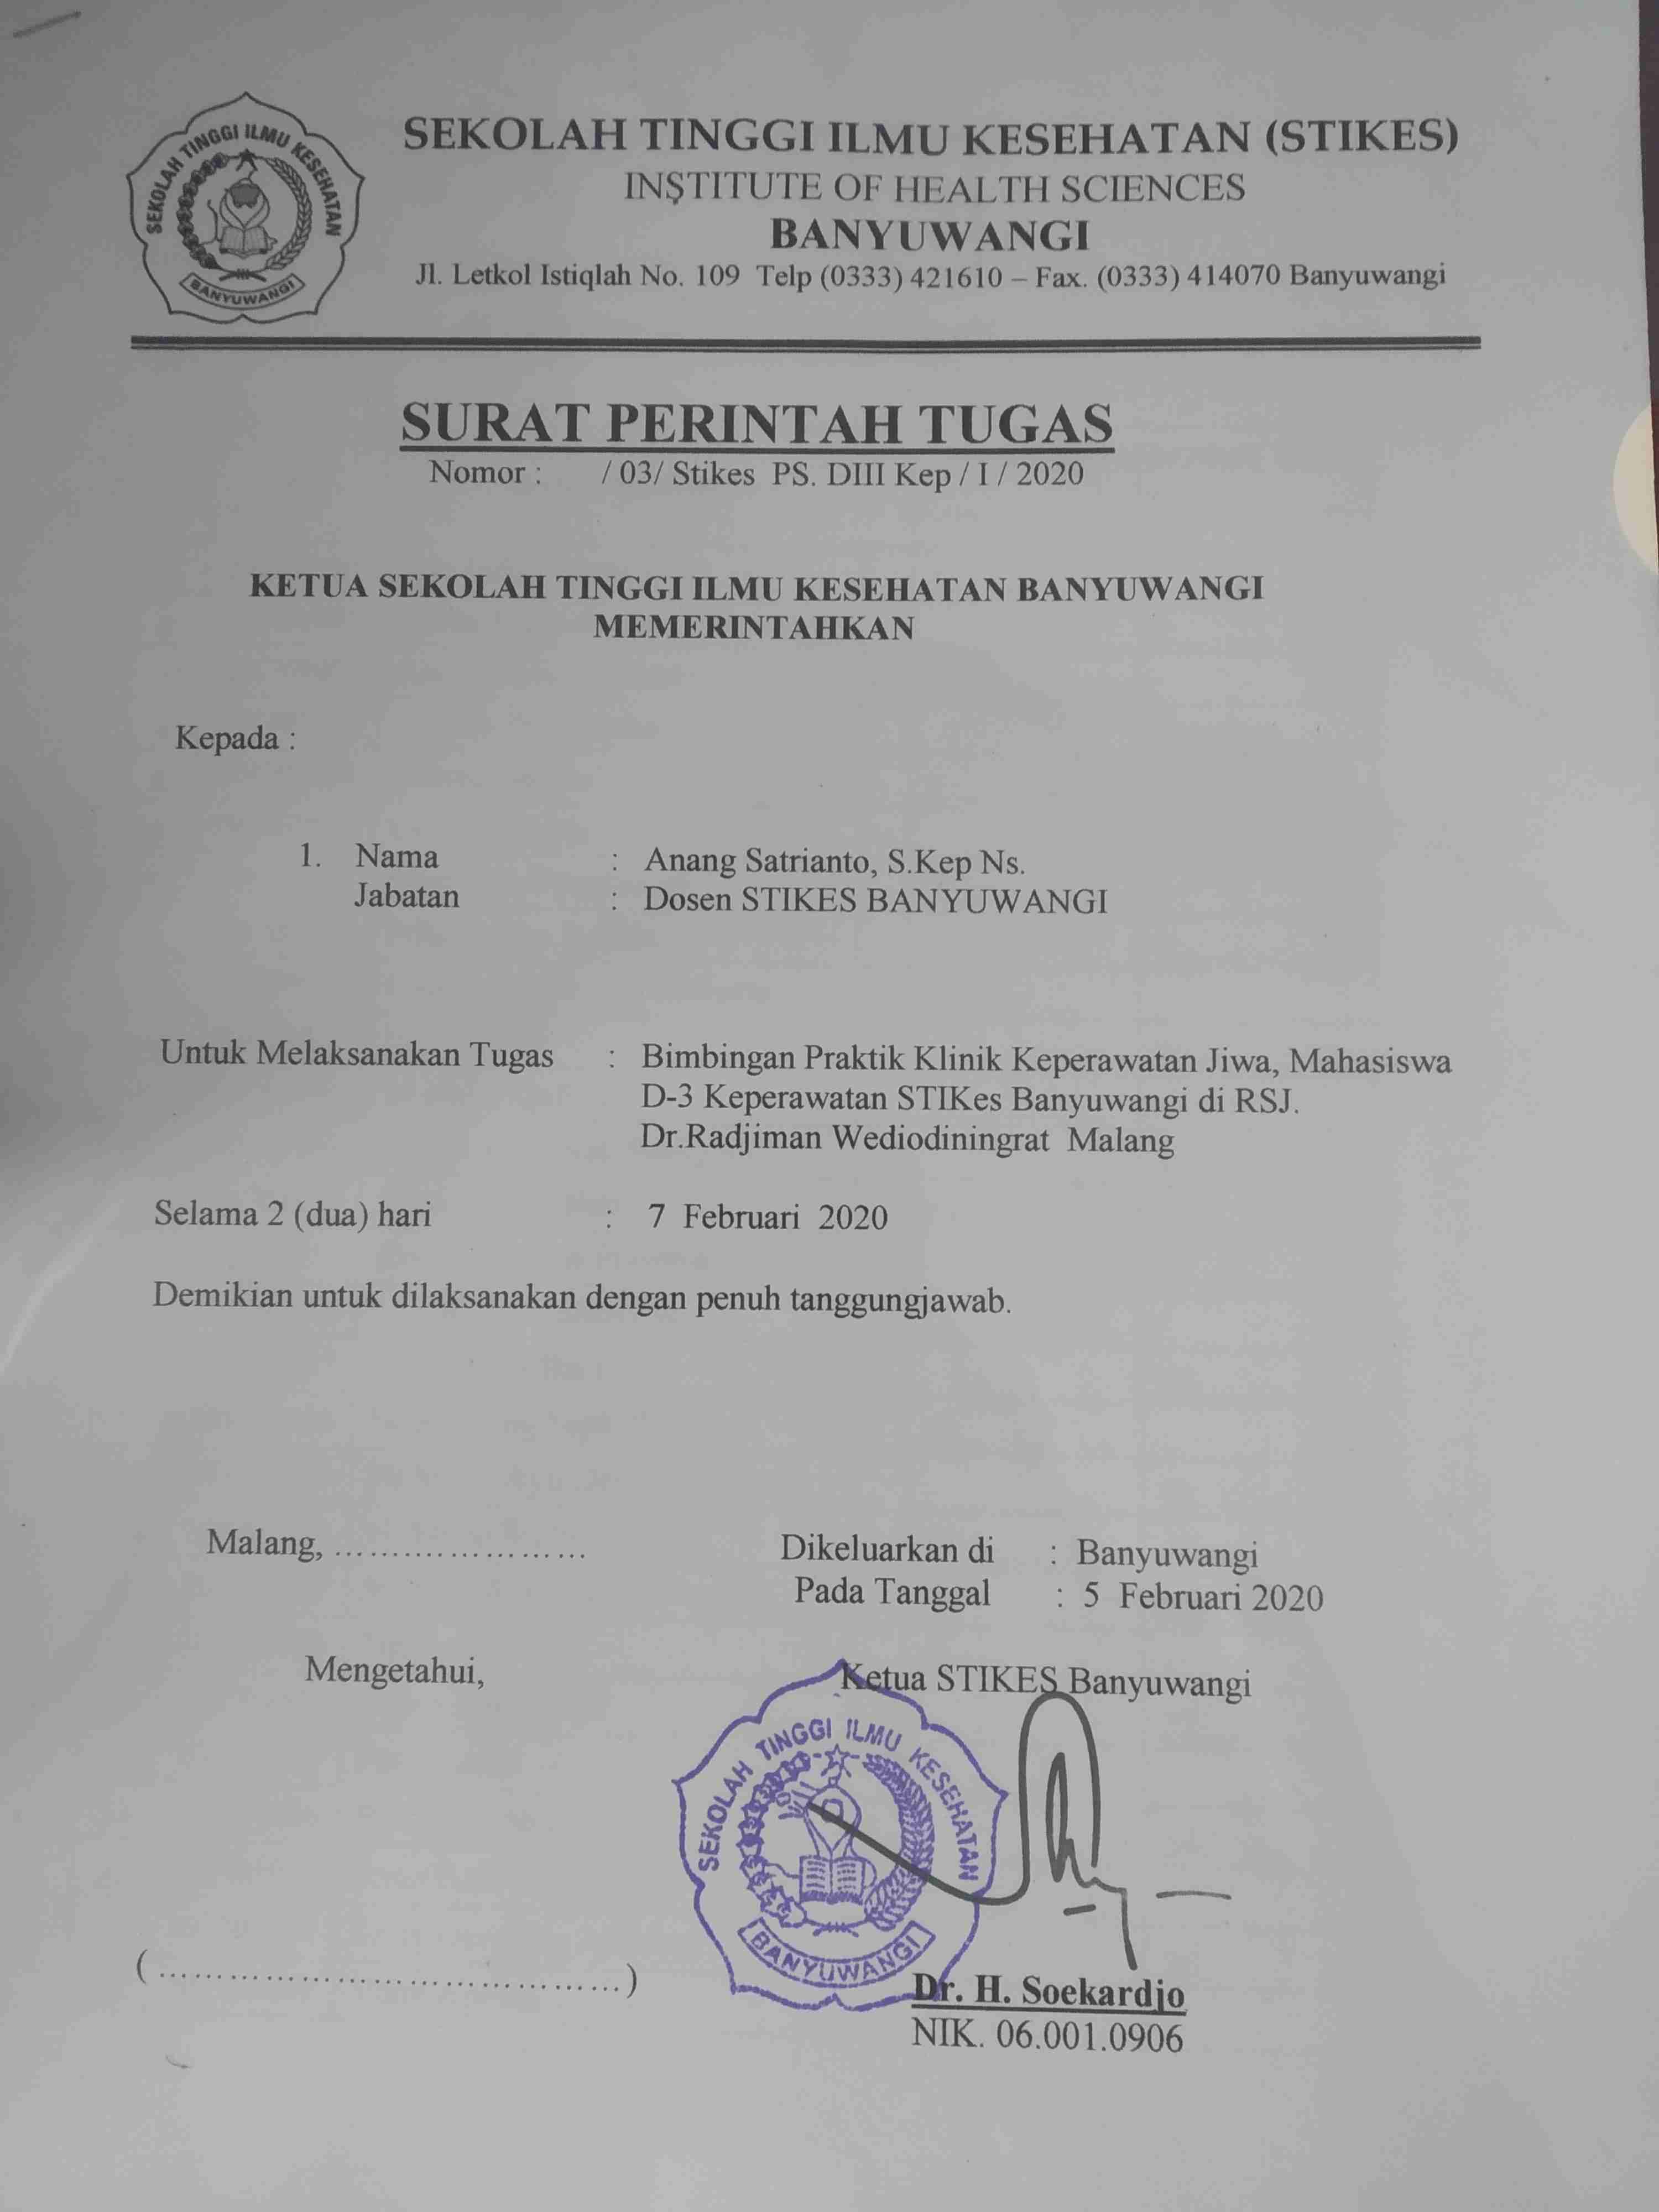 SEKOLAH TINGGI ILMU KESEHATAN
BANYUWANGI
SEKOLAH TINGGI ILMU KESEHATAN (STIKES)
INSTITUTE OF HEALTH SCIENCES
BANYUWANGI
Jl. Letkol Istiqlah No. 109 Telp (0333) 421610 – Fax. (0333) 414070 Banyuwangi
SURAT PERINTAH TUGAS
Nomor : / 03/ Stikes PS. DIII Kep / I / 2020
KETUA SEKOLAH TINGGI ILMU KESEHATAN BANYUWANGI
MEMERINTAHKAN
Kepada :
1. Nama : Anang Satrianto, S.Kep Ns.
Jabatan : Dosen STIKES BANYUWANGI
Untuk Melaksanakan Tugas : Bimbingan Praktik Klinik Keperawatan Jiwa, Mahasiswa
D-3 Keperawatan STIKes Banyuwangi di RSJ.
Dr.Radjiman Wediodiningrat Malang
Selama 2 (dua) hari : 7 Februari 2020
Demikian untuk dilaksanakan dengan penuh tanggungjawab.
Malang, ...................... Dikeluarkan di : Banyuwangi
Pada Tanggal : 5 Februari 2020
Mengetahui, Ketua STIKES Banyuwangi
SEKOLAH TINGGI ILMU KESEHATAN
BANYUWANGI
( ....................................... )
Dr. H. Soekardjo
NIK. 06.001.0906